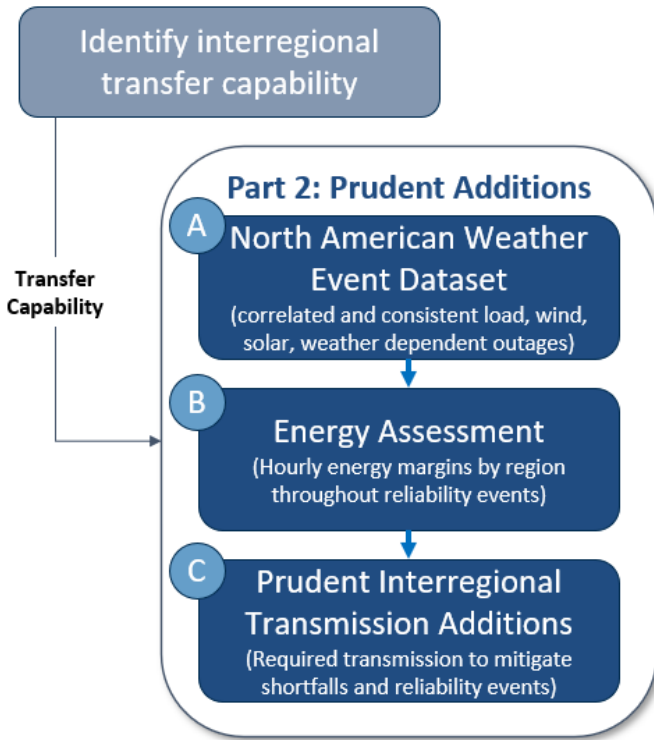 Identify interregional
transfer capability
Part 2: Prudent Additions
A
North American Weather
Event Dataset
(correlated and consistent load, wind,
solar, weather dependent outages)
Transfer
Capability
B
Energy Assessment
(Hourly energy margins by region
throughout reliability events)
C
Prudent Interregional
Transmission Additions
(Required transmission to mitigate
shortfalls and reliability events)